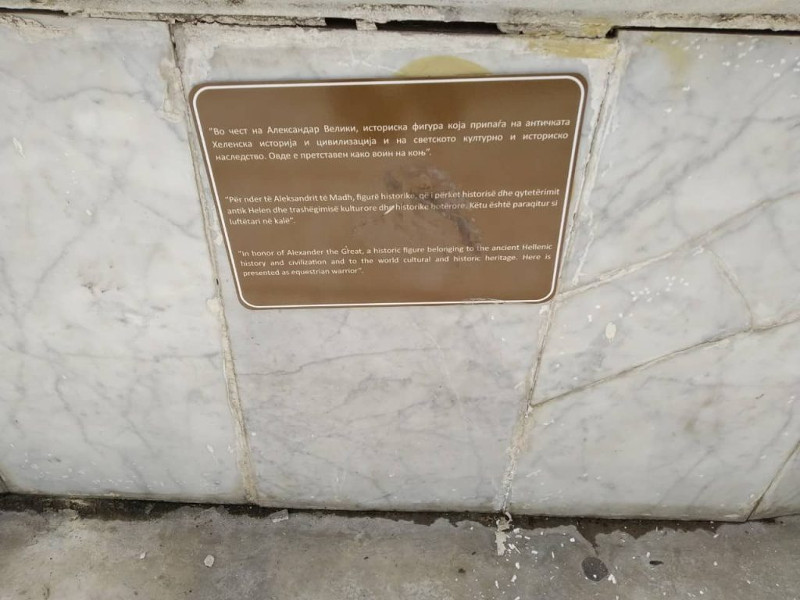 "Во чест на Александар Велики, историска фигура која припаѓа на античката
Хеленска историја и цивилизација и на светското културно и историско
наследство. Овде е претставен како воин на коњ".
"Për nder të Aleksandrit të Madh, figurë historike, që i përket historisë dhe qytetërimit
antik Helen dhe trashëgimisë kulturore dhe historike botërore. Këtu është paraqitur si
luftëtari në kalë".
"In honor of Alexander the Great, a historic figure belonging to the ancient Hellenic
history and civilization and to the world cultural and historic heritage. Here is
presented as equestrian warrior".